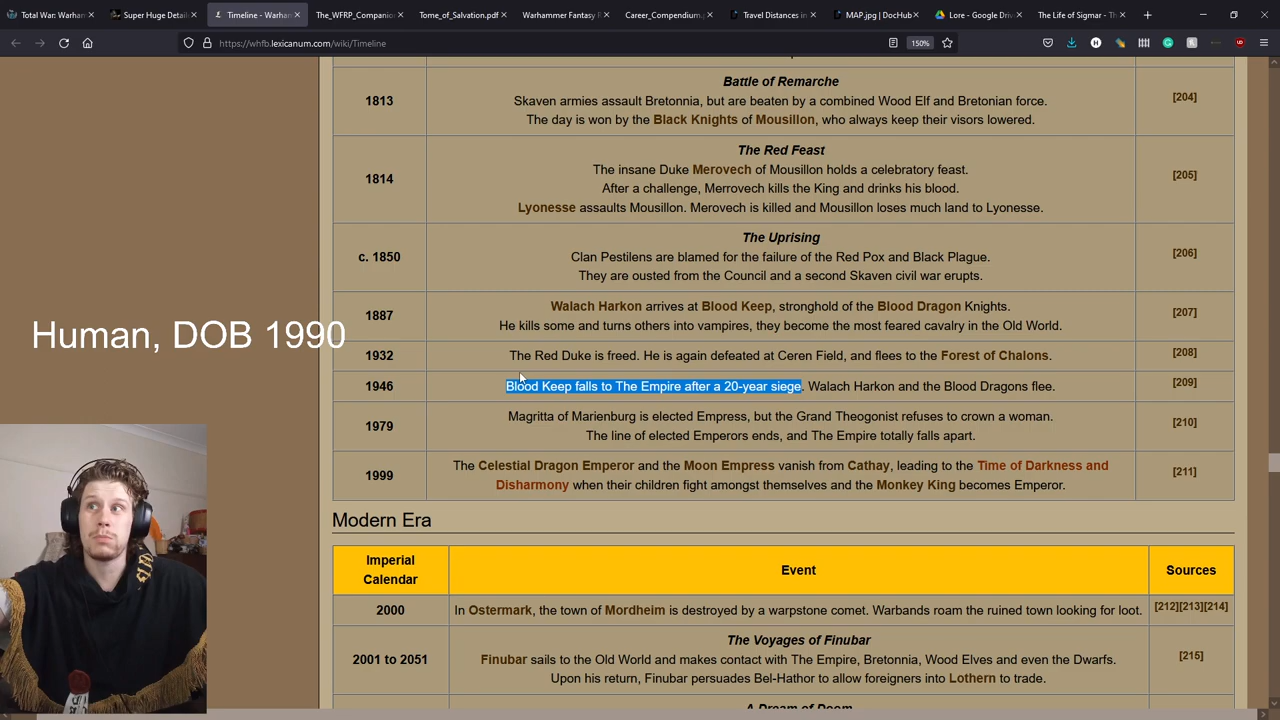 Total War: Warham
Super Huge Detail
Timeline - Warham
The_WFRP_Companio
Tome_of_Salvation.pdf
Warhammer Fantasy R
Career_Compendium.p
Travel Distances in
MAP.jpg | DocHub
Lore - Google Driv
The Life of Sigmar - Th
https://whfb.lexicanum.com/wiki/Timeline
150%
1813
Battle of Remarche
Skaven armies assault Bretonnia, but are beaten by a combined Wood Elf and Bretonian force.
The day is won by the Black Knights of Mousillon, who always keep their visors lowered.
[204]
1814
The Red Feast
The insane Duke Merovech of Mousillon holds a celebratory feast.
After a challenge, Merrovech kills the King and drinks his blood.
Lyonesse assaults Mousillon. Merovech is killed and Mousillon loses much land to Lyonesse.
[205]
c. 1850
The Uprising
Clan Pestilens are blamed for the failure of the Red Pox and Black Plague.
They are ousted from the Council and a second Skaven civil war erupts.
[206]
1887
Walach Harkon arrives at Blood Keep, stronghold of the Blood Dragon Knights.
He kills some and turns others into vampires, they become the most feared cavalry in the Old World.
[207]
Human, DOB 1990
1932
The Red Duke is freed. He is again defeated at Ceren Field, and flees to the Forest of Chalons.
[208]
1946
Blood Keep falls to The Empire after a 20-year siege. Walach Harkon and the Blood Dragons flee.
[209]
1979
Magritta of Marienburg is elected Empress, but the Grand Theogonist refuses to crown a woman.
The line of elected Emperors ends, and The Empire totally falls apart.
[210]
1999
The Celestial Dragon Emperor and the Moon Empress vanish from Cathay, leading to the Time of Darkness and
Disharmony when their children fight amongst themselves and the Monkey King becomes Emperor.
[211]
Modern Era
Imperial
Calendar
Event
Sources
2000
In Ostermark, the town of Mordheim is destroyed by a warpstone comet. Warbands roam the ruined town looking for loot.
[212][213][214]
2001 to 2051
The Voyages of Finubar
Finubar sails to the Old World and makes contact with The Empire, Bretonnia, Wood Elves and even the Dwarfs.
Upon his return, Finubar persuades Bel-Hathor to allow foreigners into Lothern to trade.
[215]
A Dream of Doom